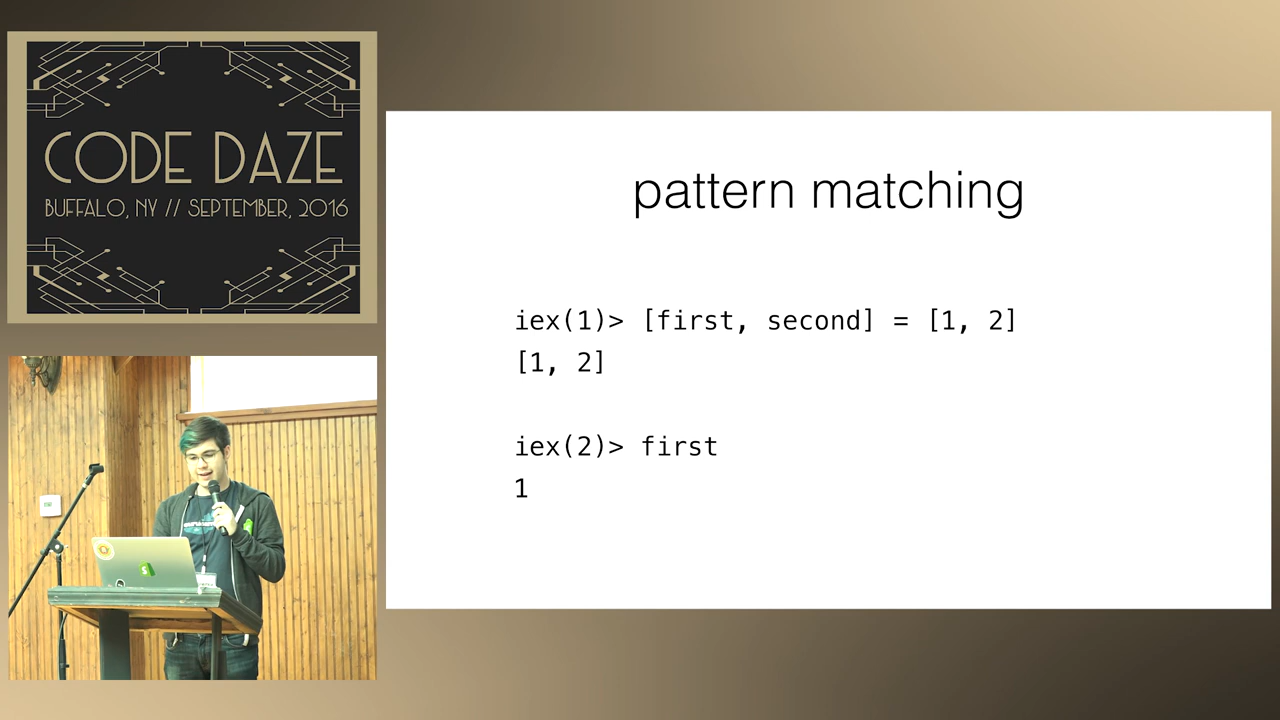 CODE DAZE
BUFFALO, NY // SEPTEMBER, 2016
pattern matching
iex(1)> [first, second] = [1, 2]
[1, 2]
iex(2)> first
1